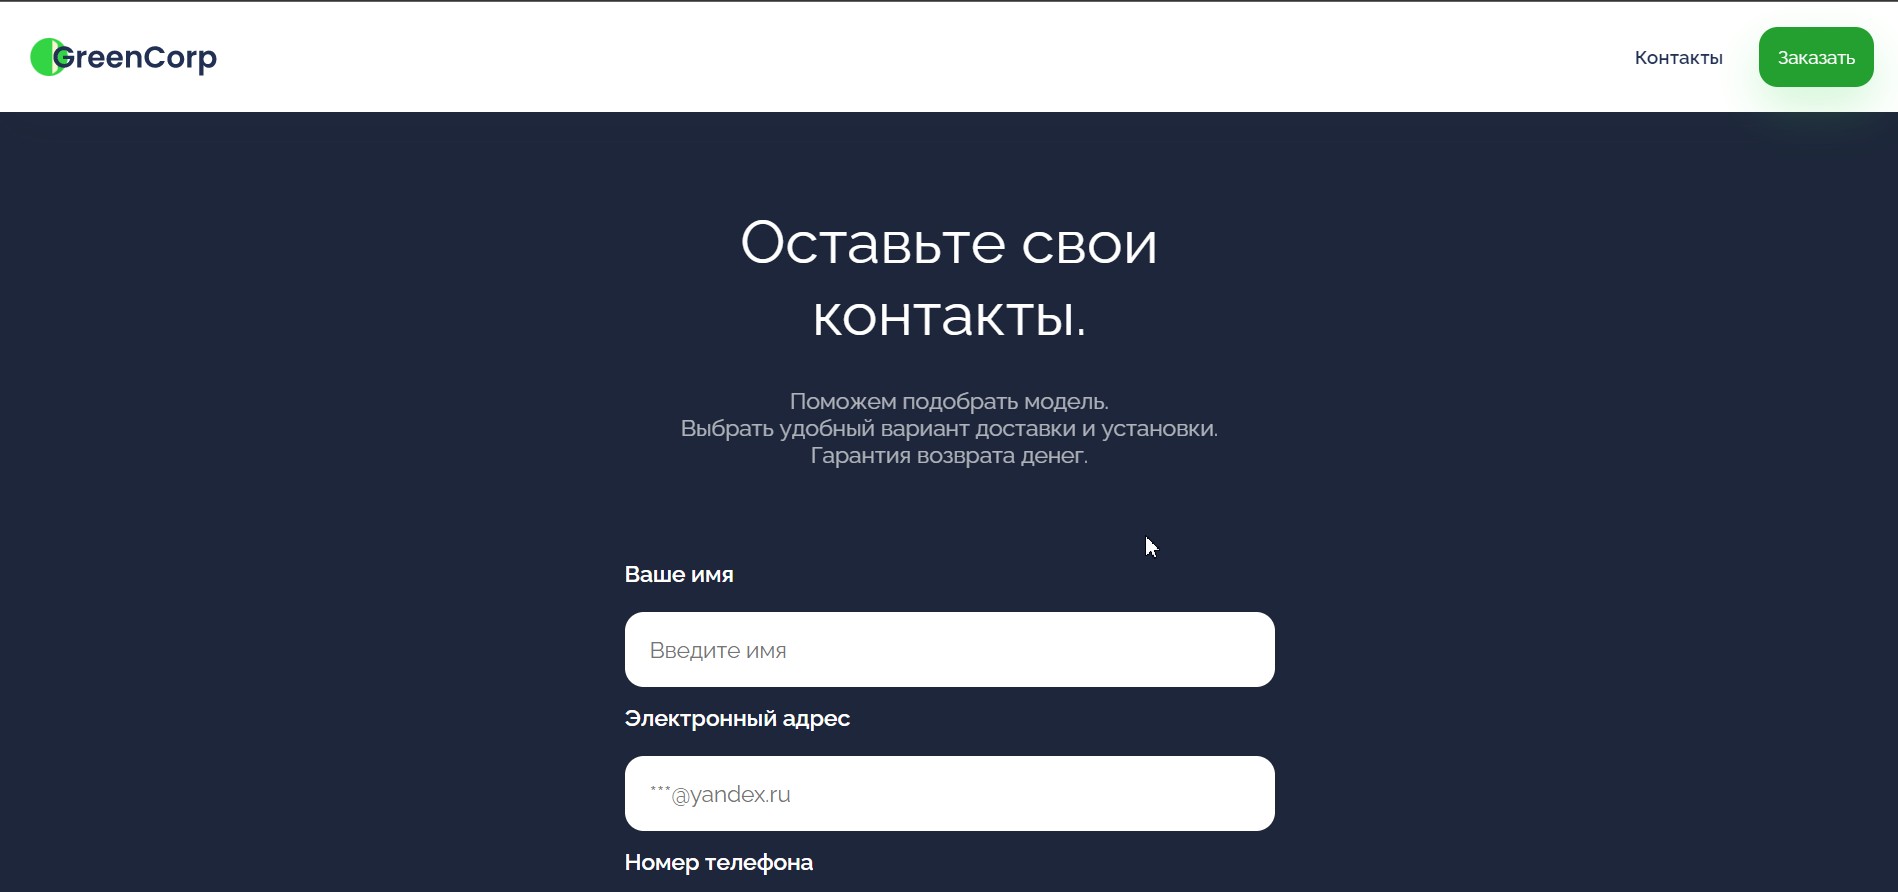 GreenCorp
Контакты
Заказать
Оставьте свои
контакты.
Поможем подобрать модель.
Выбрать удобный вариант доставки и установки.
Гарантия возврата денег.
Ваше имя
Введите имя
Электронный адрес
***@yandex.ru
Номер телефона